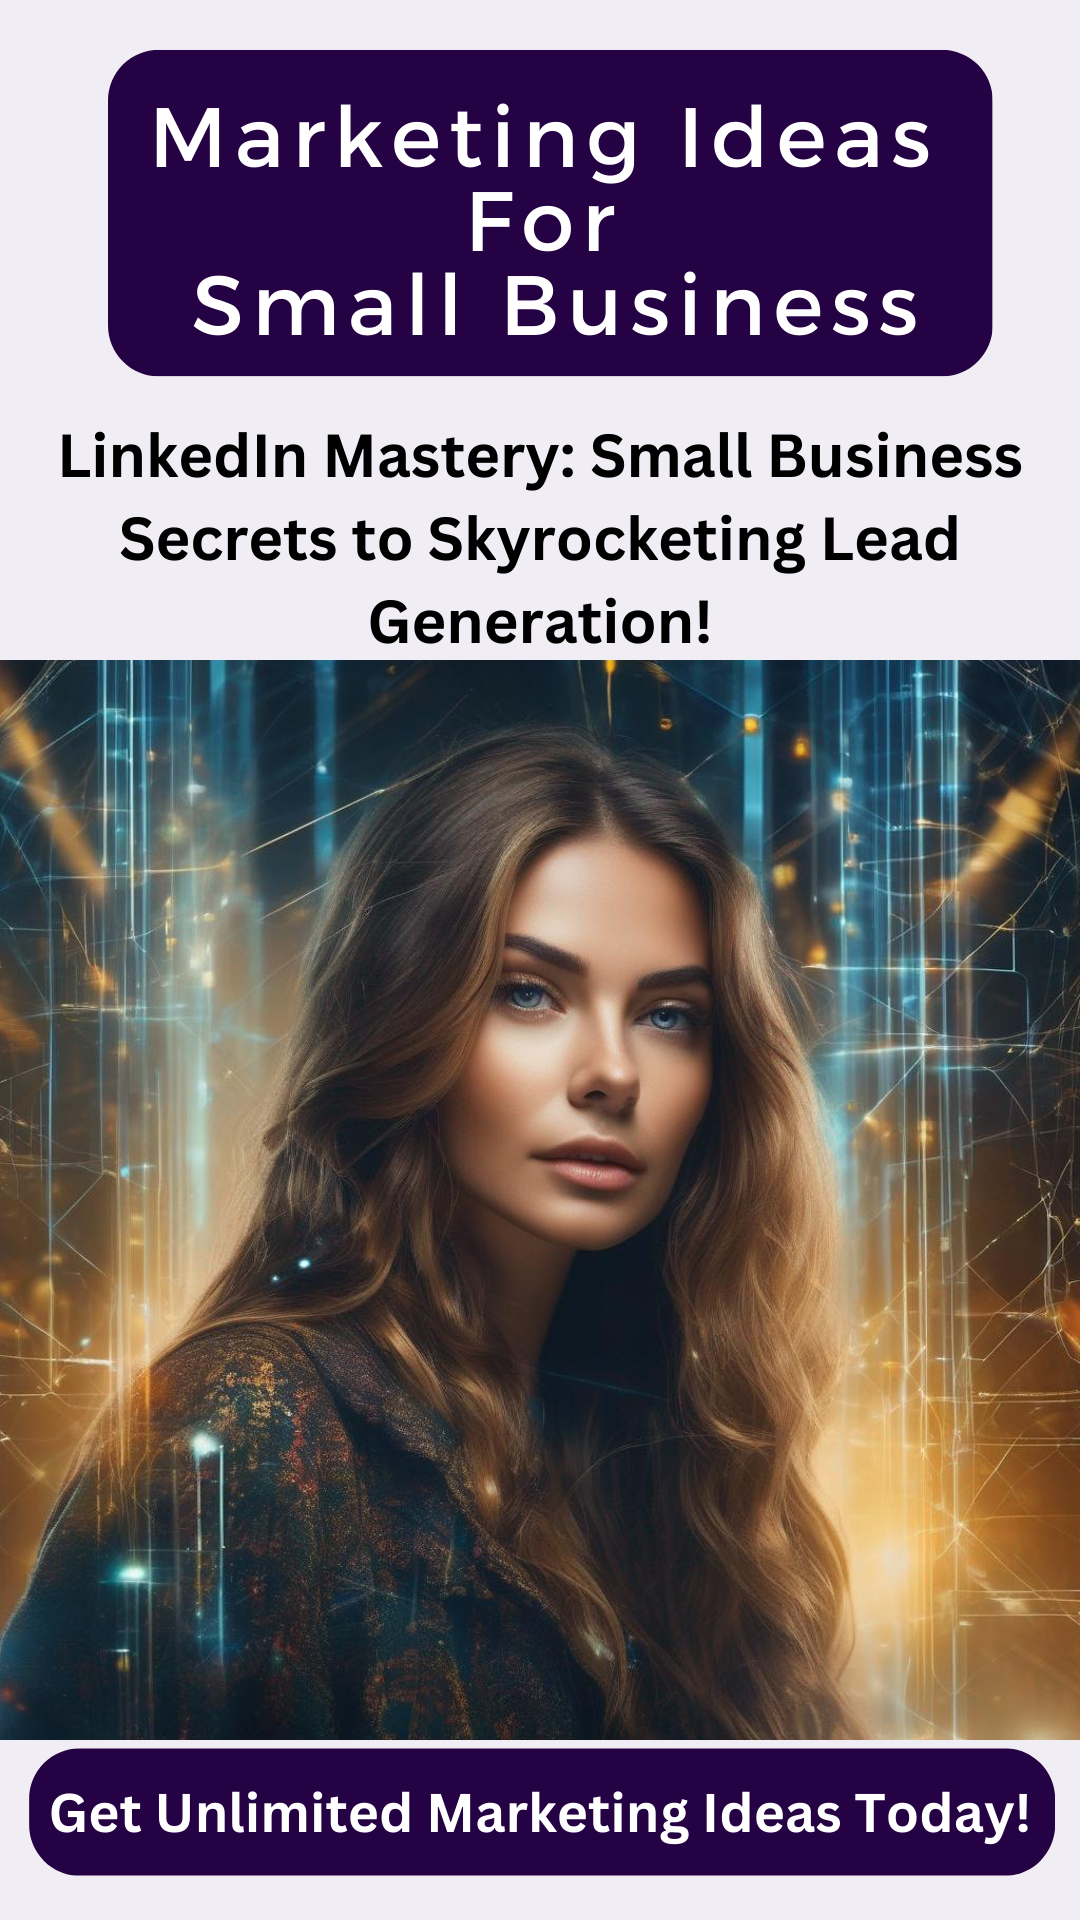 Marketing Ideas
For
Small Business
LinkedIn Mastery: Small Business
Secrets to Skyrocketing Lead
Generation!
Get Unlimited Marketing Ideas Today!